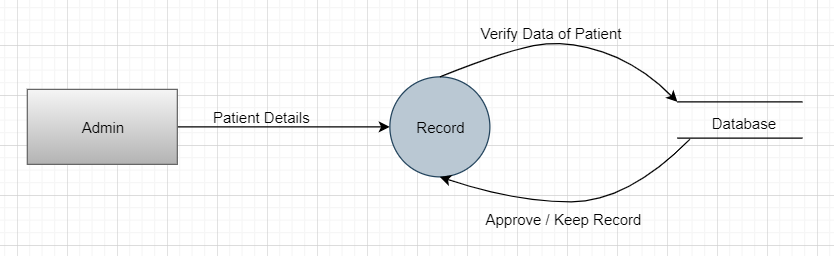 Verify Data of Patient
Patient Details
Admin
Record
Database
Approve / Keep Record